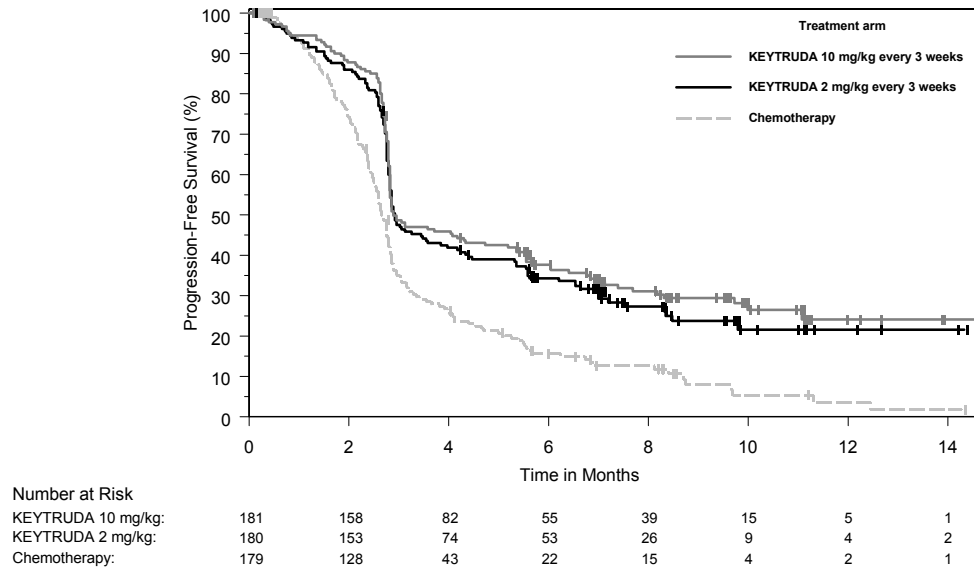 Treatment arm
KEYTRUDA 10 mg/kg every 3 weeks
KEYTRUDA 2 mg/kg every 3 weeks
Chemotherapy
Progression-Free Survival (%)
100
90
80
70
60
50
40
30
20
10
0
0 2 4 6 8 10 12 14
Time in Months
Number at Risk
KEYTRUDA 10 mg/kg: 181 158 82 55 39 15 5 1
KEYTRUDA 2 mg/kg: 180 153 74 53 26 9 4 2
Chemotherapy: 179 128 43 22 15 4 2 1